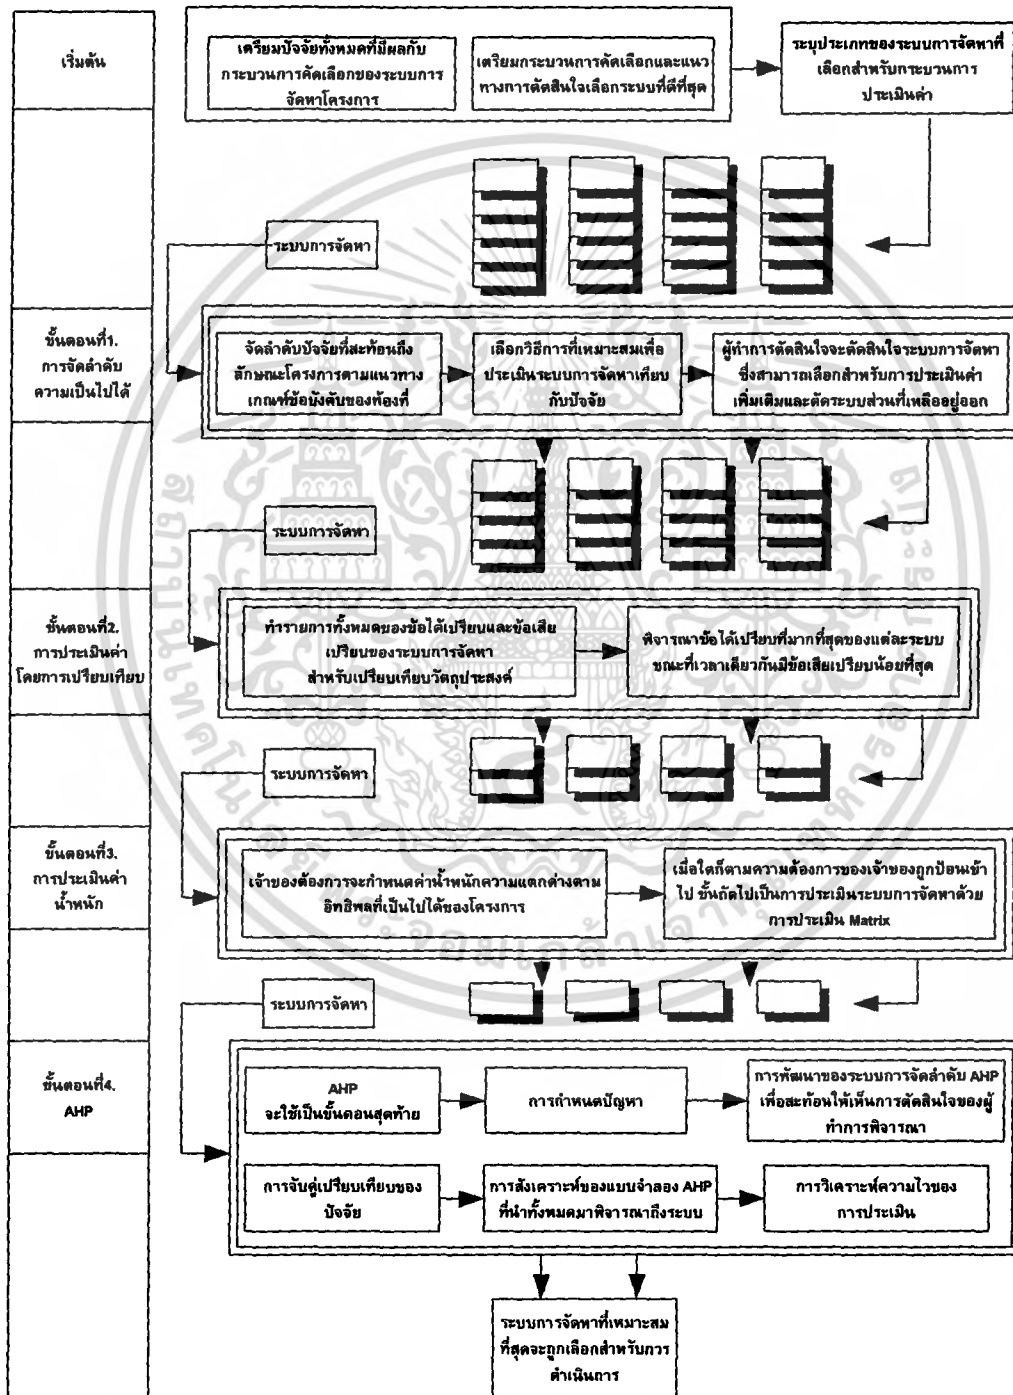 เริ่มต้น
เตรียมปัจจัยทั้งหมดที่มีผลกับ
กระบวนการคัดเลือกของระบบการ
จัดหาโครงการ
เตรียมกระบวนการคัดเลือกและแนว
ทางการตัดสินใจเลือกระบบที่ดีที่สุด
ระบุประเภทของระบบการจัดหาที่
เลือกสำหรับกระบวนการ
ประเมินค่า
ระบบการจัดหา
ขั้นตอนที่1.
การจัดลำดับ
ความเป็นไปได้
จัดลำดับปัจจัยที่สะท้อนถึง
ลักษณะโครงการตามแนวทาง
เกณฑ์ข้อบังคับของท้องที่
เลือกวิธีการที่เหมาะสมเพื่อ
ประเมินระบบการจัดหาเทียบ
กับปัจจัย
ผู้ทำการตัดสินใจจะตัดสินใจระบบการจัดหา
ซึ่งสามารถเลือกสำหรับการประเมินค่า
เพิ่มเติมและตัดระบบส่วนที่เหลืออยู่ออก
ระบบการจัดหา
ขั้นตอนที่2.
การประเมินค่า
โดยการเปรียบเทียบ
ทำรายการทั้งหมดของข้อได้เปรียบและข้อเสีย
เปรียบของระบบการจัดหา
สำหรับเปรียบเทียบวัตถุประสงค์
พิจารณาข้อได้เปรียบที่มากที่สุดของแต่ละระบบ
ขณะที่เวลาเดียวกันมีข้อเสียเปรียบน้อยที่สุด
ระบบการจัดหา
ขั้นตอนที่3.
การประเมินค่า
น้ำหนัก
เจ้าของต้องการจะกำหนดค่าน้ำหนักความแตกต่างตาม
อิทธิพลที่เป็นไปได้ของโครงการ
เมื่อใดก็ตามความต้องการของเจ้าของถูกป้อนเข้า
ไป ขั้นถัดไปเป็นการประเมินระบบการจัดหาด้วย
การประเมิน Matrix
ระบบการจัดหา
ขั้นตอนที่4.
AHP
AHP
จะใช้เป็นขั้นตอนสุดท้าย
การกำหนดปัญหา
การพัฒนาของระบบการจัดลำดับ AHP
เพื่อสะท้อนให้เห็นการตัดสินใจของผู้
ทำการพิจารณา
การจับคู่เปรียบเทียบของ
ปัจจัย
การสังเคราะห์ของแบบจำลอง AHP
ที่นำทั้งหมดมาพิจารณาถึงระบบ
การวิเคราะห์ความไวของ
การประเมิน
ระบบการจัดหาที่เหมาะสม
ที่สุดจะถูกเลือกสำหรับการ
ดำเนินการ